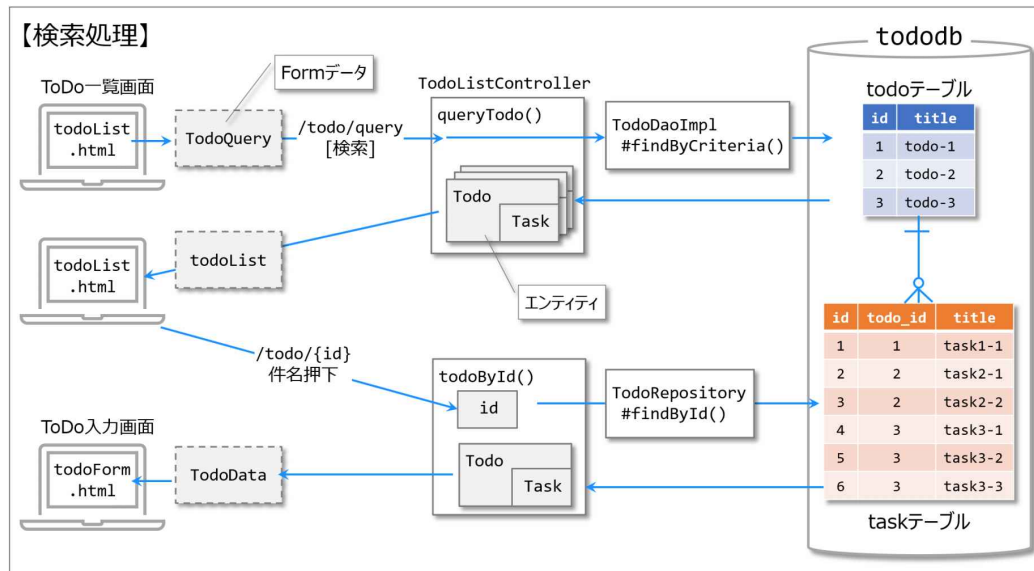 【検索処理】
tododb
ToDo一覧画面
Formデータ
TodoListController
todoテーブル
todoList
.html
TodoQuery
/todo/query
[検索]
queryTodo()
TodoDaoImpl
#findByCriteria()
id title
1 todo-1
2 todo-2
3 todo-3
Todo
Task
todoList
.html
todoList
エンティティ
/todo/{id}
件名押下
todoById()
id
TodoRepository
#findById()
id todo_id title
1 1 task1-1
2 2 task2-1
3 2 task2-2
4 3 task3-1
5 3 task3-2
6 3 task3-3
ToDo入力画面
todoForm
.html
TodoData
Todo
Task
taskテーブル